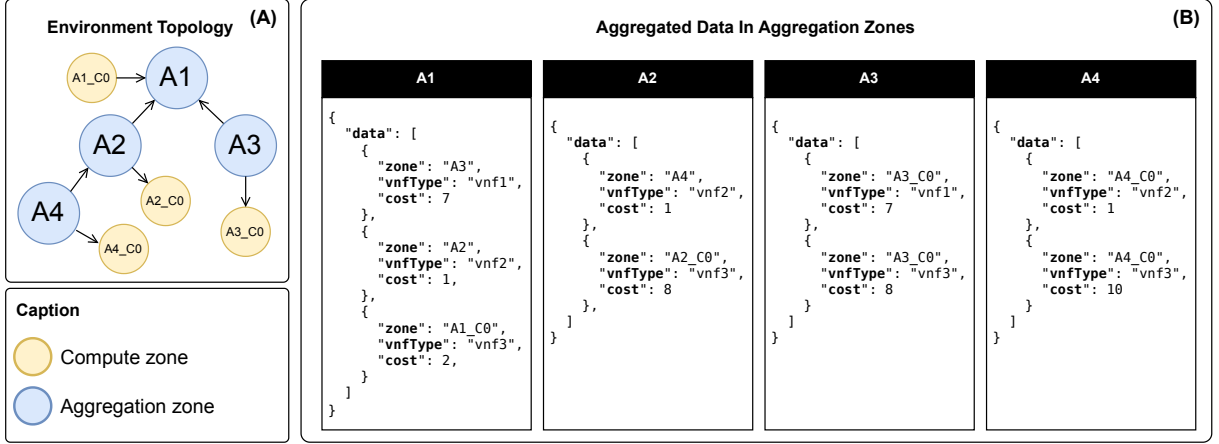 Environment Topology
(A)
A1_C0
A1
A2
A3
A4
A2_C0
A3_C0
A4_C0
Caption
Compute zone
Aggregation zone
Aggregated Data In Aggregation Zones
(B)
A1
{
"data": [
{
"zone": "A3",
"vnfType": "vnf1",
"cost": 7
},
{
"zone": "A2",
"vnfType": "vnf2",
"cost": 1,
},
{
"zone": "A1_C0",
"vnfType": "vnf3",
"cost": 2,
}
]
}
A2
{
"data": [
{
"zone": "A4",
"vnfType": "vnf2",
"cost": 1
},
{
"zone": "A2_C0",
"vnfType": "vnf3",
"cost": 8
},
]
}
A3
{
"data": [
{
"zone": "A3_C0",
"vnfType": "vnf1",
"cost": 7
},
{
"zone": "A3_C0",
"vnfType": "vnf3",
"cost": 8
}
]
}
A4
{
"data": [
{
"zone": "A4_C0",
"vnfType": "vnf2",
"cost": 1
},
{
"zone": "A4_C0",
"vnfType": "vnf3",
"cost": 10
}
]
}